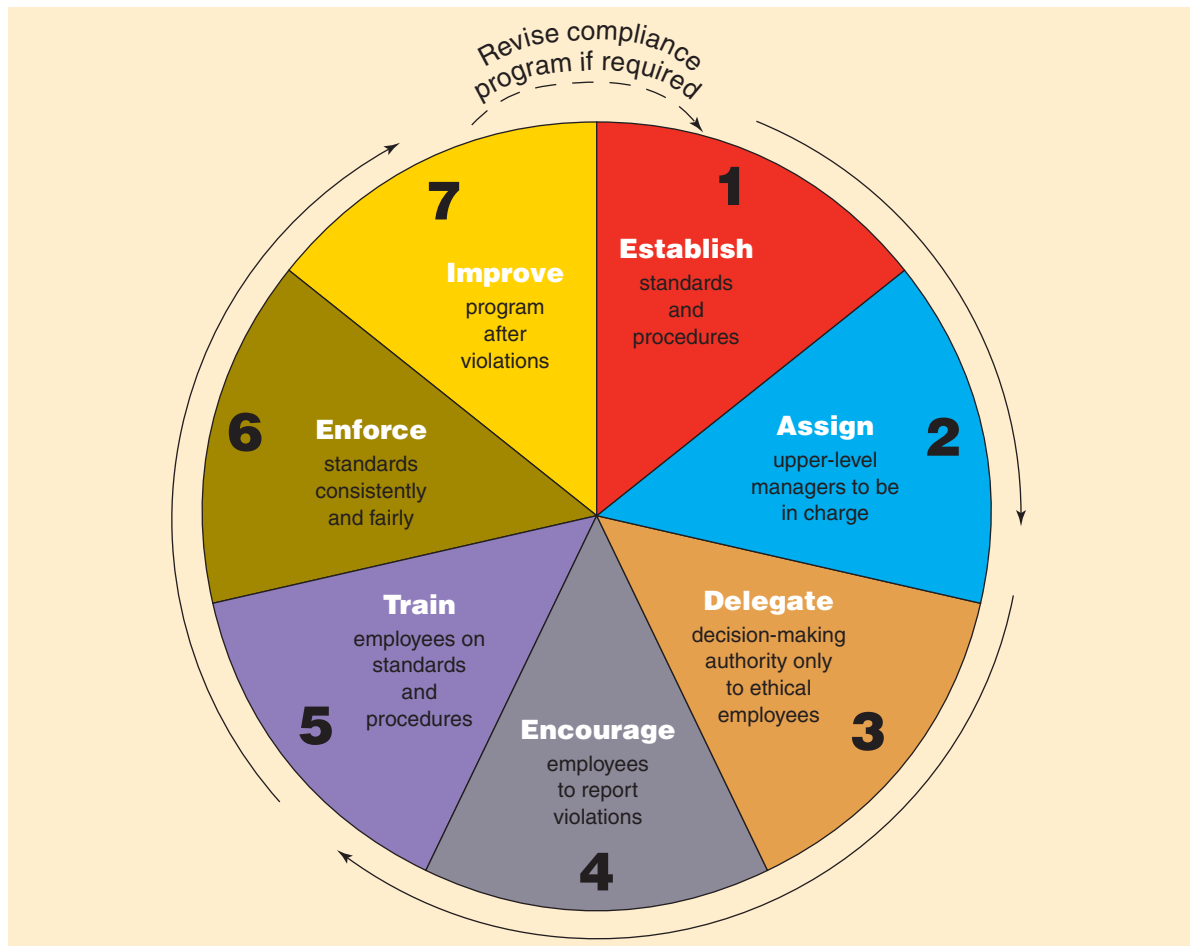 Revise compliance
program if required
1
Establish
standards
and
procedures
2
Assign
upper-level
managers to be
in charge
3
Delegate
decision-making
authority only
to ethical
employees
4
Encourage
employees
to report
violations
5
Train
employees on
standards
and
procedures
6
Enforce
standards
consistently
and fairly
7
Improve
program
after
violations